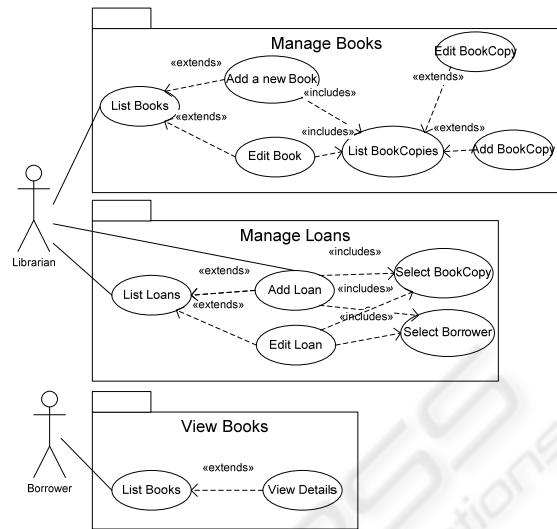 Manage Books
Edit BookCopy
«extends»
Add a new Book
«extends»
List Books
«includes»
«extends»
«includes»
«extends»
Edit Book
List BookCopies
Add BookCopy
Librarian
Manage Loans
«includes»
«extends»
Select BookCopy
List Loans
Add Loan
«includes»
«extends»
«includes»
Select Borrower
Edit Loan
View Books
«extends»
Borrower
List Books
View Details